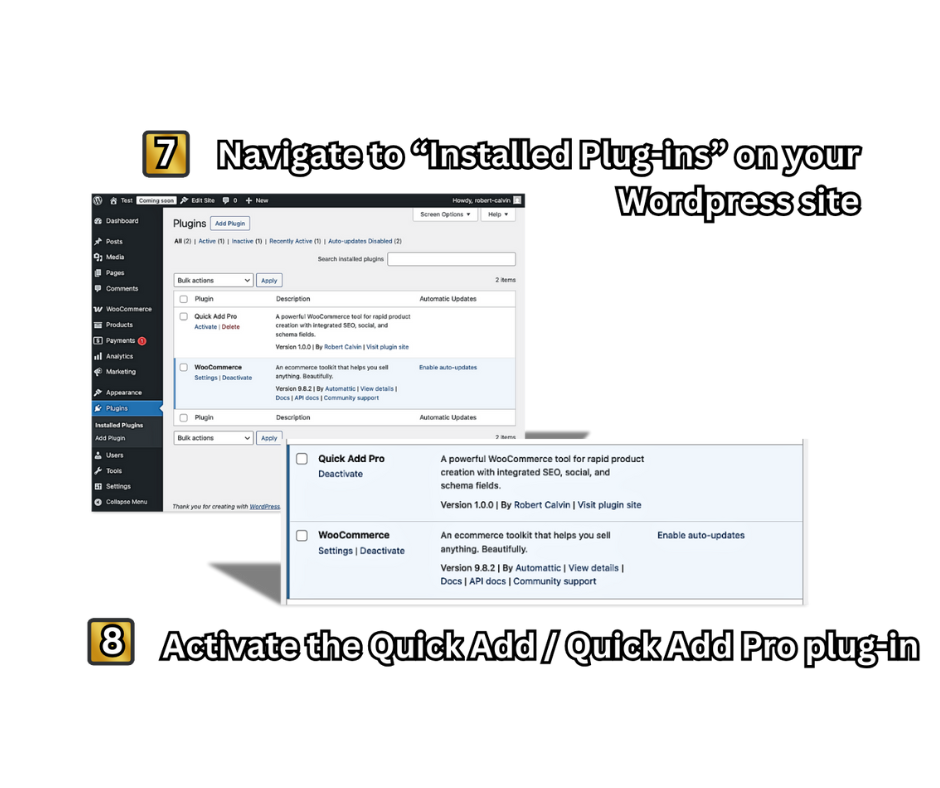 7 Navigate to “Installed Plug-ins” on your
Wordpress site
Test Coming soon Edit Site 0 + New Howdy, robert-calvin
Screen Options ▼ Help ▼
Dashboard
Posts
Media
Pages
Comments
WooCommerce
Products
Payments 1
Analytics
Marketing
Appearance
Plugins
Installed Plugins
Add Plugin
Users
Tools
Settings
Collapse Menu
Plugins Add Plugin
All (2) | Active (1) | Inactive (1) | Recently Active (1) | Auto-updates Disabled (2)
Search installed plugins
Bulk actions Apply 2 items
Plugin Description Automatic Updates
Quick Add Pro
Activate | Delete
A powerful WooCommerce tool for rapid product
creation with integrated SEO, social, and
schema fields.
Version 1.0.0 | By Robert Calvin | Visit plugin site
WooCommerce
Settings | Deactivate
An ecommerce toolkit that helps you sell
anything. Beautifully.
Version 9.8.2 | By Automattic | View details |
Docs | API docs | Community support
Enable auto-updates
Plugin Description Automatic Updates
Bulk actions Apply 2 items
Thank you for creating with WordPress.
Quick Add Pro
Deactivate
A powerful WooCommerce tool for rapid product
creation with integrated SEO, social, and
schema fields.
Version 1.0.0 | By Robert Calvin | Visit plugin site
WooCommerce
Settings | Deactivate
An ecommerce toolkit that helps you sell
anything. Beautifully.
Version 9.8.2 | By Automattic | View details |
Docs | API docs | Community support
Enable auto-updates
8 Activate the Quick Add / Quick Add Pro plug-in